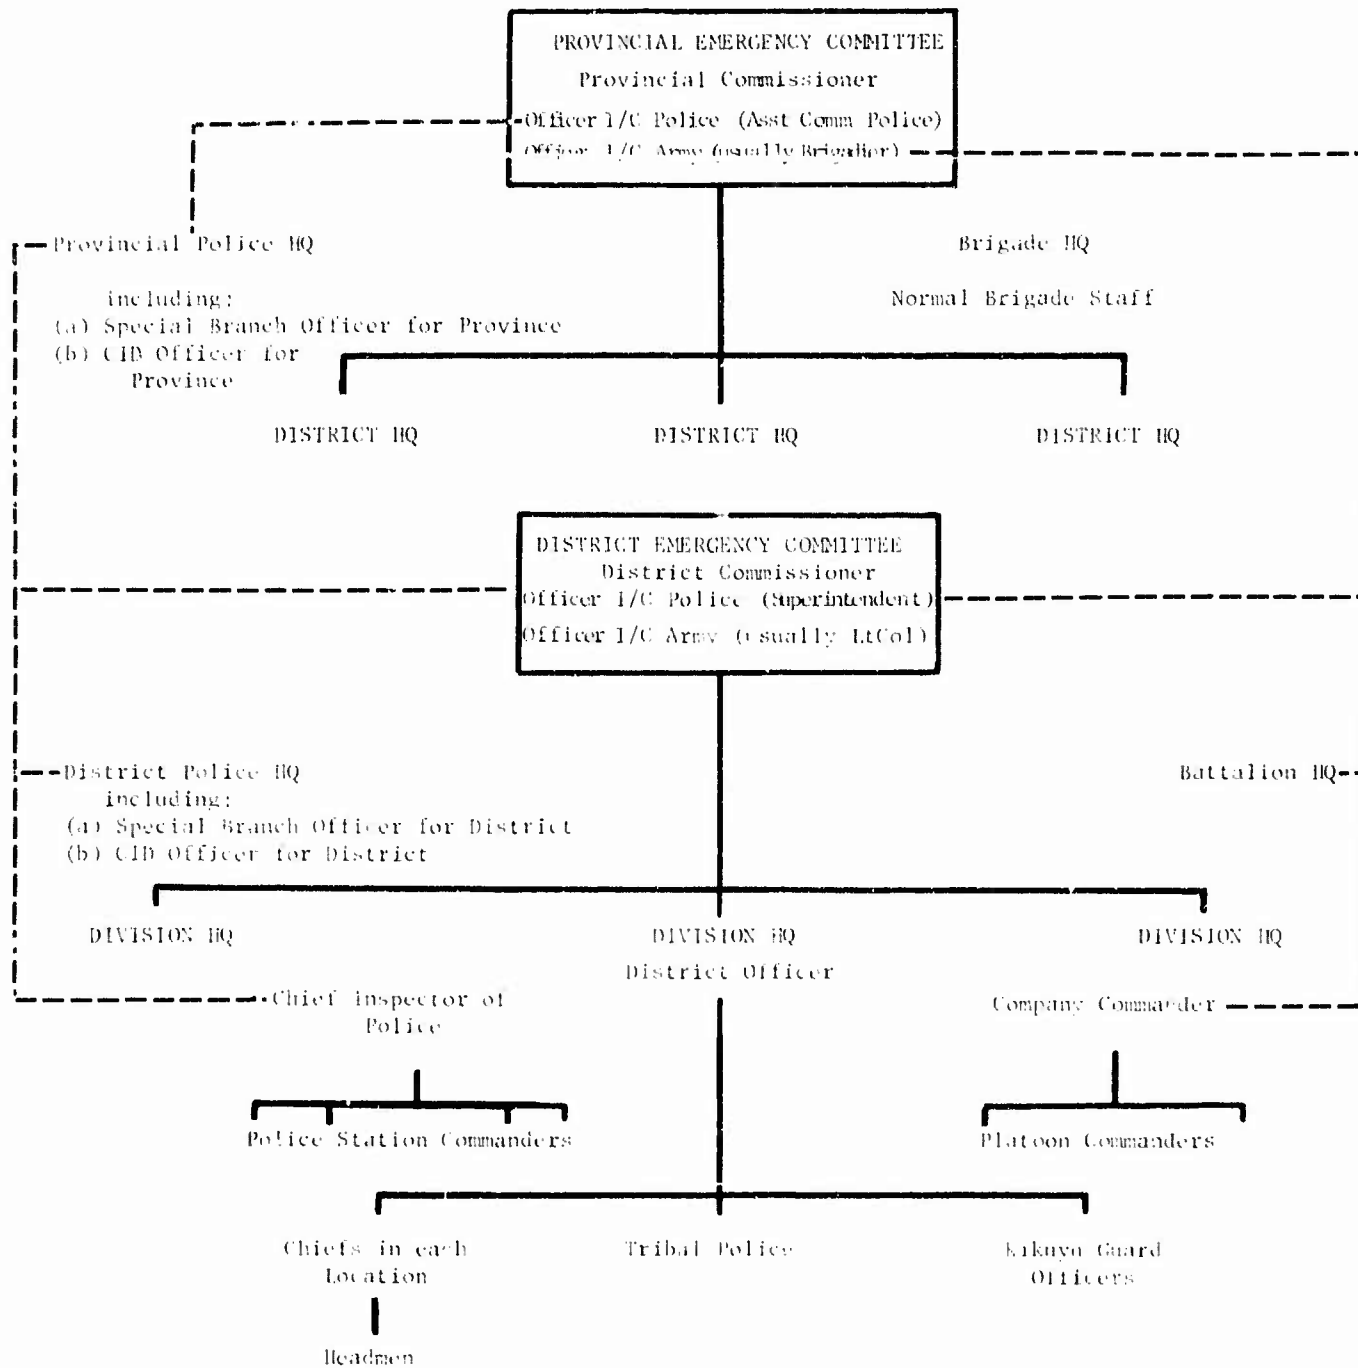 PROVINCIAL EMERGENCY COMMITTEE
Provincial Commissioner
Officer I/C Police (Asst Comm Police)
Officer I/C Army (usually Brigadier)
Provincial Police HQ
including:
(a) Special Branch Officer for Province
(b) CID Officer for
Province
Brigade HQ
Normal Brigade Staff
DISTRICT HQ
DISTRICT HQ
DISTRICT HQ
DISTRICT EMERGENCY COMMITTEE
District Commissioner
Officer I/C Police (Superintendent)
Officer I/C Army (usually LtCol)
District Police HQ
including:
(a) Special Branch Officer for District
(b) CID Officer for District
Battalion HQ
DIVISION HQ
DIVISION HQ
District Officer
DIVISION HQ
Chief Inspector of
Police
Company Commander
Police Station Commanders
Platoon Commanders
Chiefs in each
Location
Tribal Police
Kikuyu Guard
Officers
Headmen